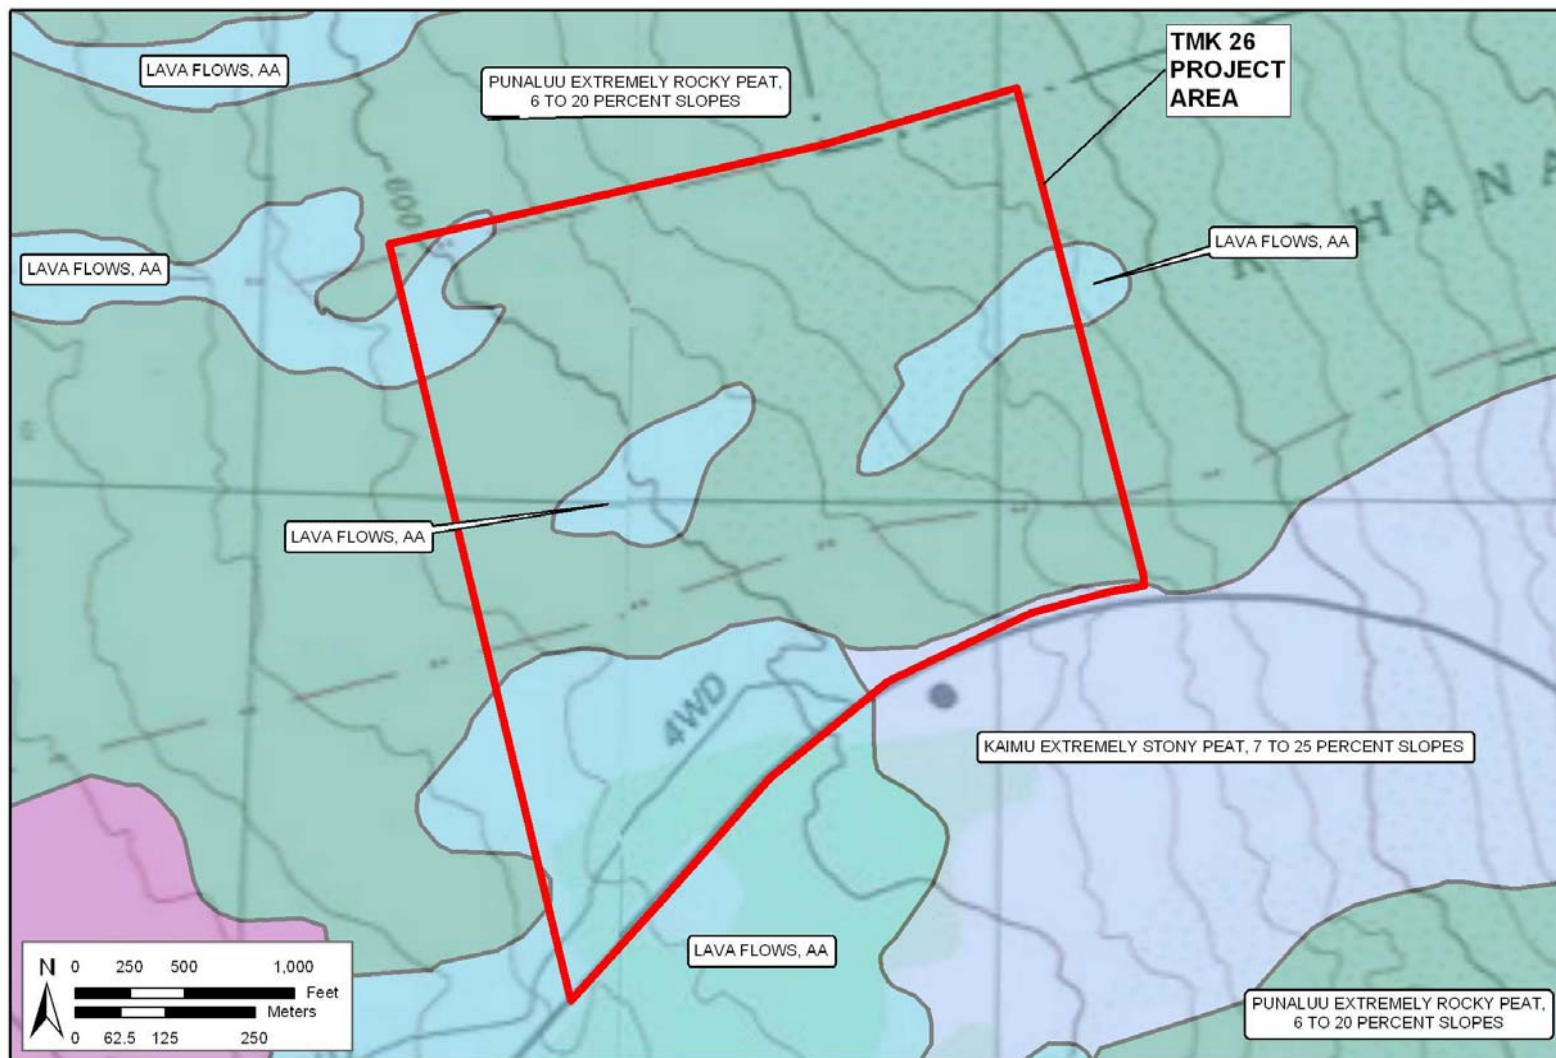 LAVA FLOWS, AA
PUNALUU EXTREMELY ROCKY PEAT,
6 TO 20 PERCENT SLOPES
TMK 26
PROJECT
AREA
600
LAVA FLOWS, AA
LAVA FLOWS, AA
HANA
LAVA FLOWS, AA
4WD
KAIMU EXTREMELY STONY PEAT, 7 TO 25 PERCENT SLOPES
LAVA FLOWS, AA
PUNALUU EXTREMELY ROCKY PEAT,
6 TO 20 PERCENT SLOPES
N
0 250 500 1,000
Feet
Meters
0 62.5 125 250